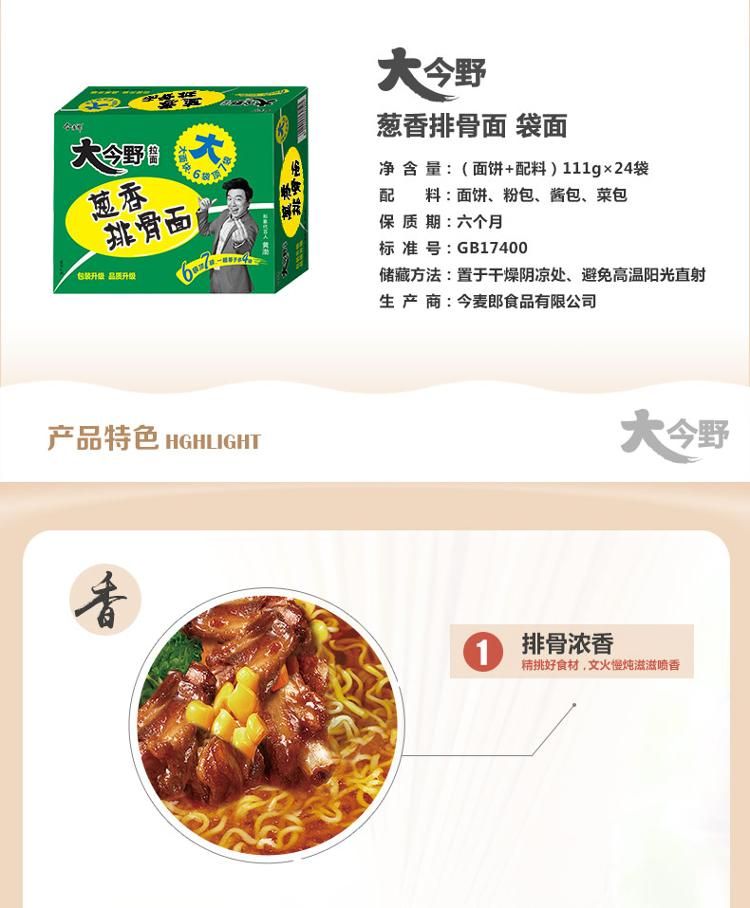 大今野
葱香排骨面 袋面
净含量：（面饼+配料）111g×24袋
配料：面饼、粉包、酱包、菜包
保质期：六个月
标准号：GB17400
储藏方法：置于干燥阴凉处、避免高温阳光直射
生产商：今麦郎食品有限公司
大今野拉面
大
葱香
排骨面
包装升级 品质升级
产品特色 HGHLIGHT
大今野
香
1
排骨浓香
精挑好食材，文火慢炖滋滋喷香